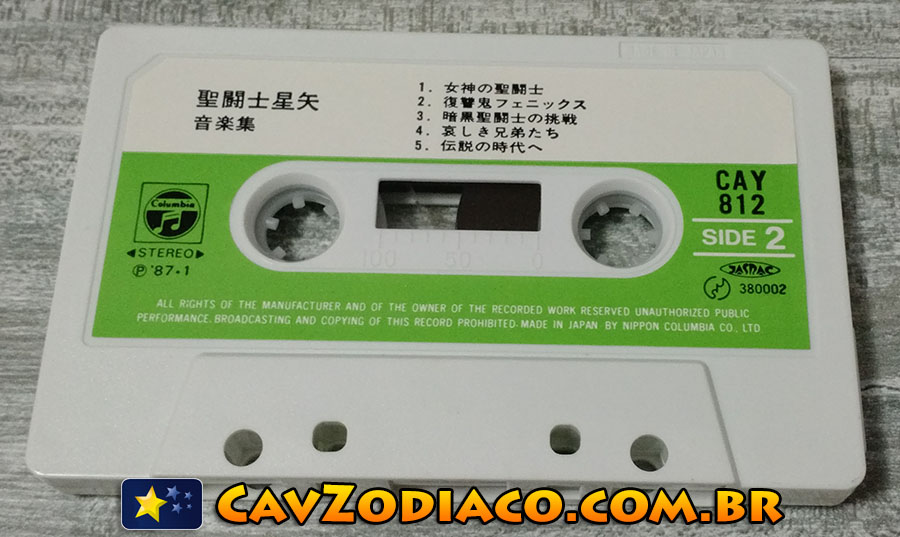 聖闘士星矢
音楽集
1. 女神の聖闘士
2. 復讐鬼フェニックス
3. 暗黒聖闘士の挑戦
4. 哀しき兄弟たち
5. 伝説の時代へ
Columbia
◀STEREO▶
Ⓟ '87・1
CAY
812
SIDE 2
JASRAC
380002
100 50 0
ALL RIGHTS OF THE MANUFACTURER AND OF THE OWNER OF THE RECORDED WORK RESERVED UNAUTHORIZED PUBLIC
PERFORMANCE. BROADCASTING AND COPYING OF THIS RECORD PROHIBITED. MADE IN JAPAN BY NIPPON COLUMBIA CO., LTD
CAVZODIACO.COM.BR